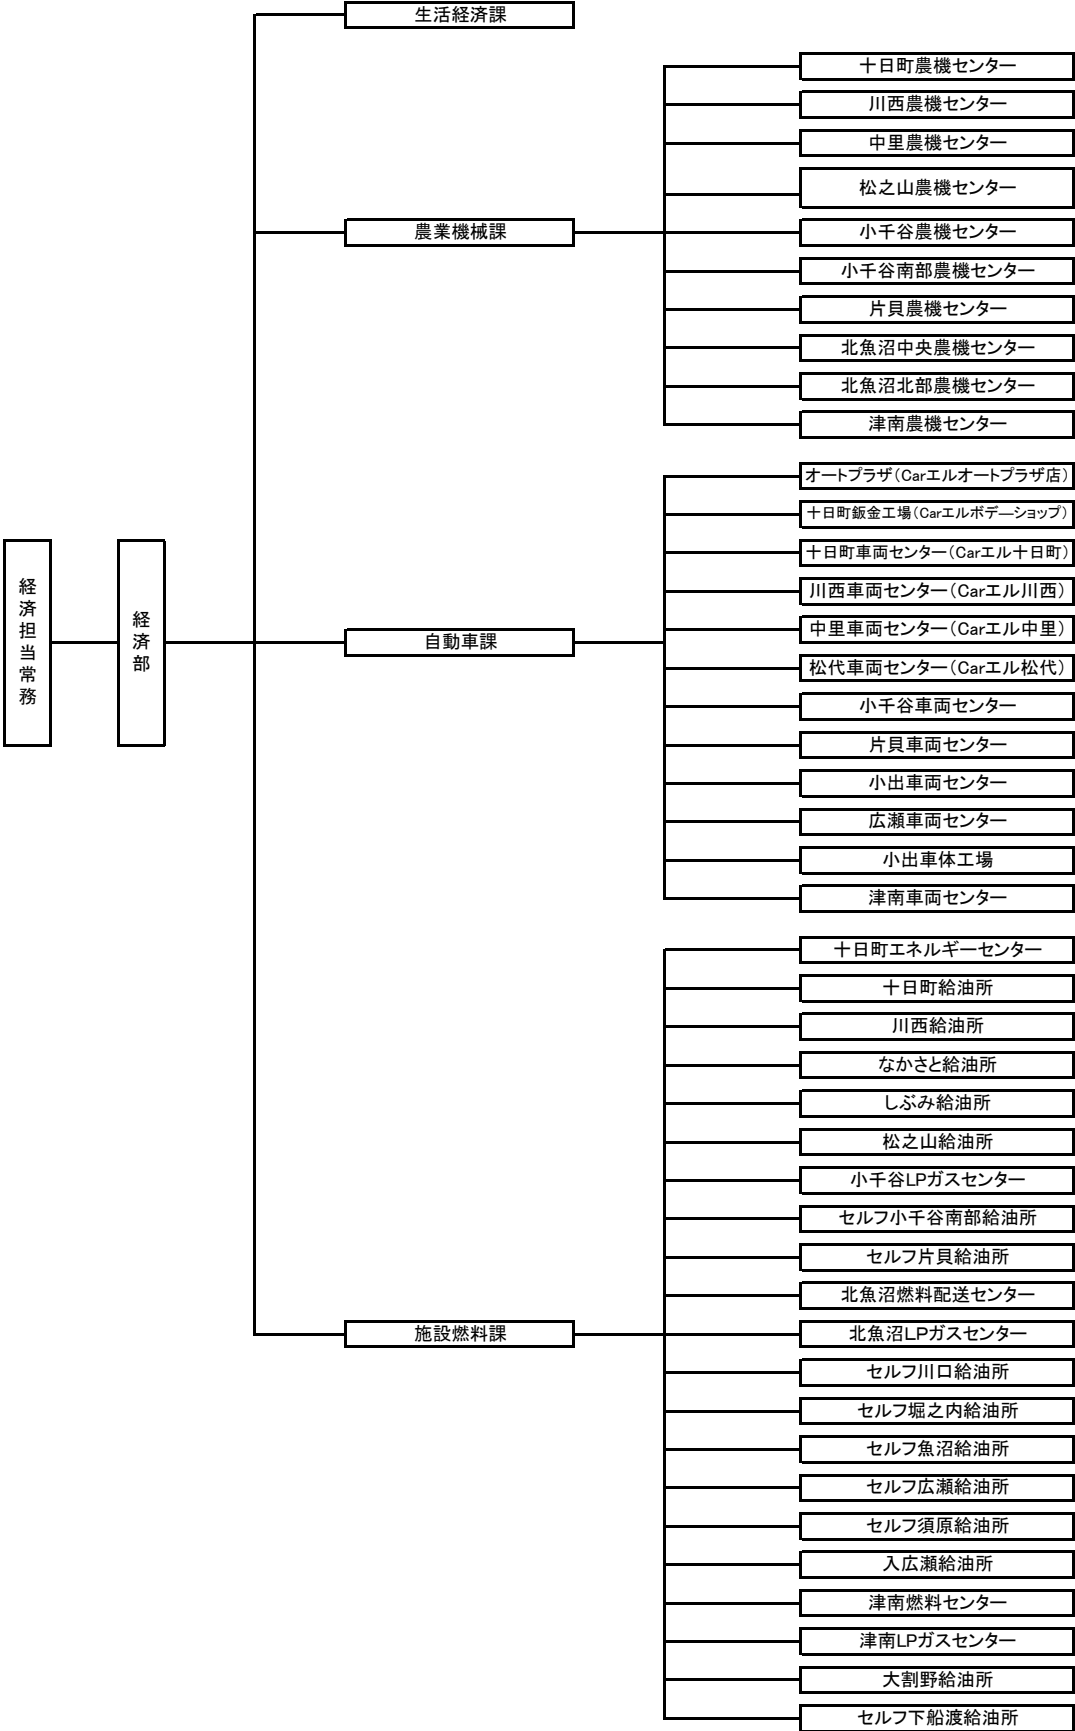 生活経済課
十日町農機センター
川西農機センター
中里農機センター
松之山農機センター
農業機械課
小千谷農機センター
小千谷南部農機センター
片貝農機センター
北魚沼中央農機センター
北魚沼北部農機センター
津南農機センター
オートプラザ(Carエルオートプラザ店)
十日町鈑金工場(Carエルボデ―ショップ)
十日町車両センター(Carエル十日町)
川西車両センター(Carエル川西)
中里車両センター(Carエル中里)
経済担当常務
経済部
自動車課
松代車両センター(Carエル松代)
小千谷車両センター
片貝車両センター
小出車両センター
広瀬車両センター
小出車体工場
津南車両センター
十日町エネルギーセンター
十日町給油所
川西給油所
なかさと給油所
しぶみ給油所
松之山給油所
小千谷LPガスセンター
セルフ小千谷南部給油所
セルフ片貝給油所
北魚沼燃料配送センター
施設燃料課
北魚沼LPガスセンター
セルフ川口給油所
セルフ堀之内給油所
セルフ魚沼給油所
セルフ広瀬給油所
セルフ須原給油所
入広瀬給油所
津南燃料センター
津南LPガスセンター
大割野給油所
セルフ下船渡給油所